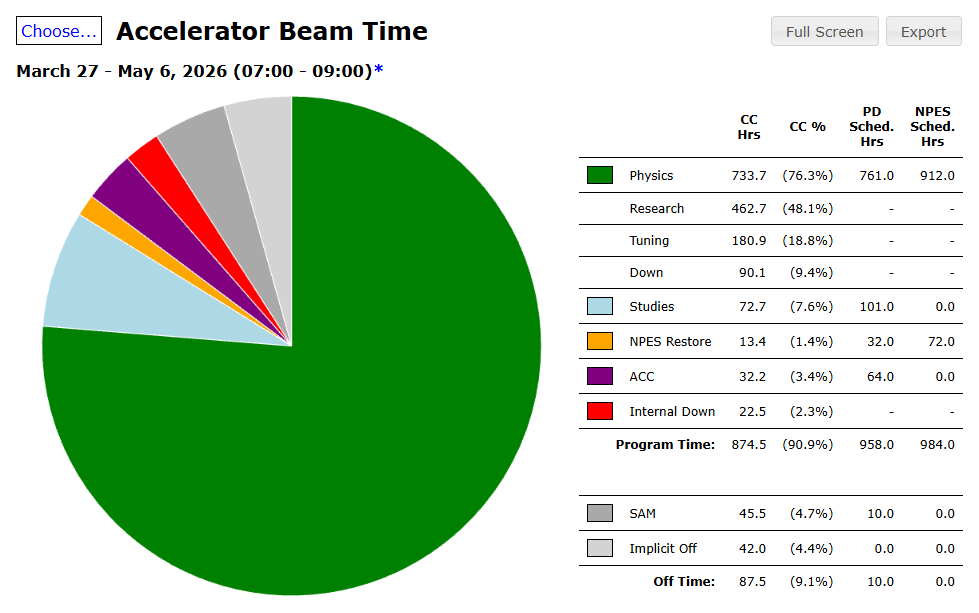 Choose... Accelerator Beam Time Full Screen Export
March 27 - May 6, 2026 (07:00 - 09:00)*
CC Hrs CC % PD Sched. Hrs NPES Sched. Hrs
Physics 733.7 (76.3%) 761.0 912.0
Research 462.7 (48.1%) - -
Tuning 180.9 (18.8%) - -
Down 90.1 (9.4%) - -
Studies 72.7 (7.6%) 101.0 0.0
NPES Restore 13.4 (1.4%) 32.0 72.0
ACC 32.2 (3.4%) 64.0 0.0
Internal Down 22.5 (2.3%) - -
Program Time: 874.5 (90.9%) 958.0 984.0
SAM 45.5 (4.7%) 10.0 0.0
Implicit Off 42.0 (4.4%) 0.0 0.0
Off Time: 87.5 (9.1%) 10.0 0.0